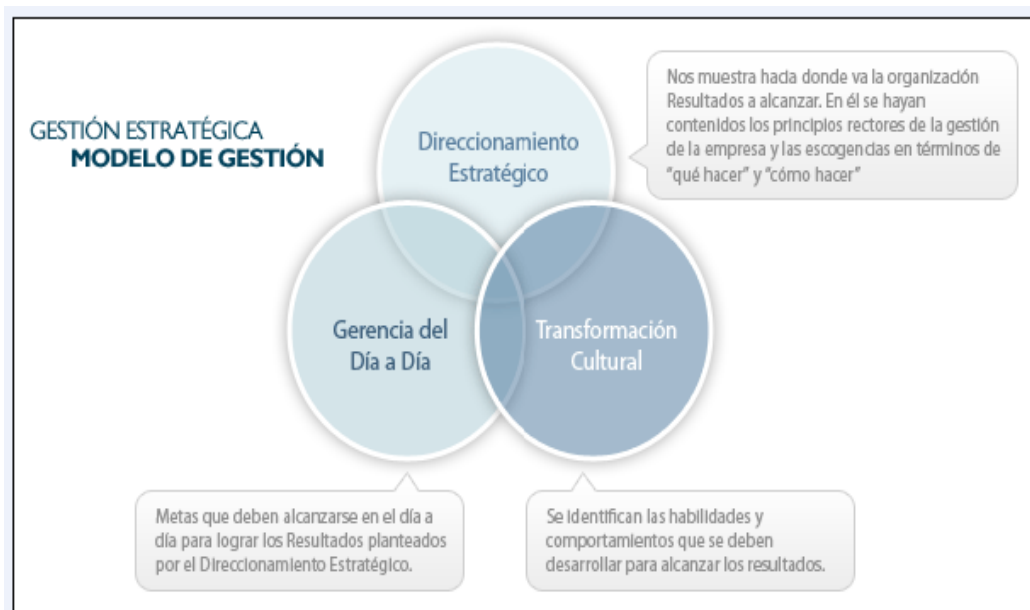 GESTIÓN ESTRATÉGICA
MODELO DE GESTIÓN
Direccionamiento
Estratégico
Nos muestra hacia donde va la organización
Resultados a alcanzar. En él se hayan
contenidos los principios rectores de la gestión
de la empresa y las escogencias en términos de
“qué hacer” y “cómo hacer”
Gerencia del
Día a Día
Transformación
Cultural
Metas que deben alcanzarse en el día a
día para lograr los Resultados planteados
por el Direccionamiento Estratégico.
Se identifican las habilidades y
comportamientos que se deben
desarrollar para alcanzar los resultados.